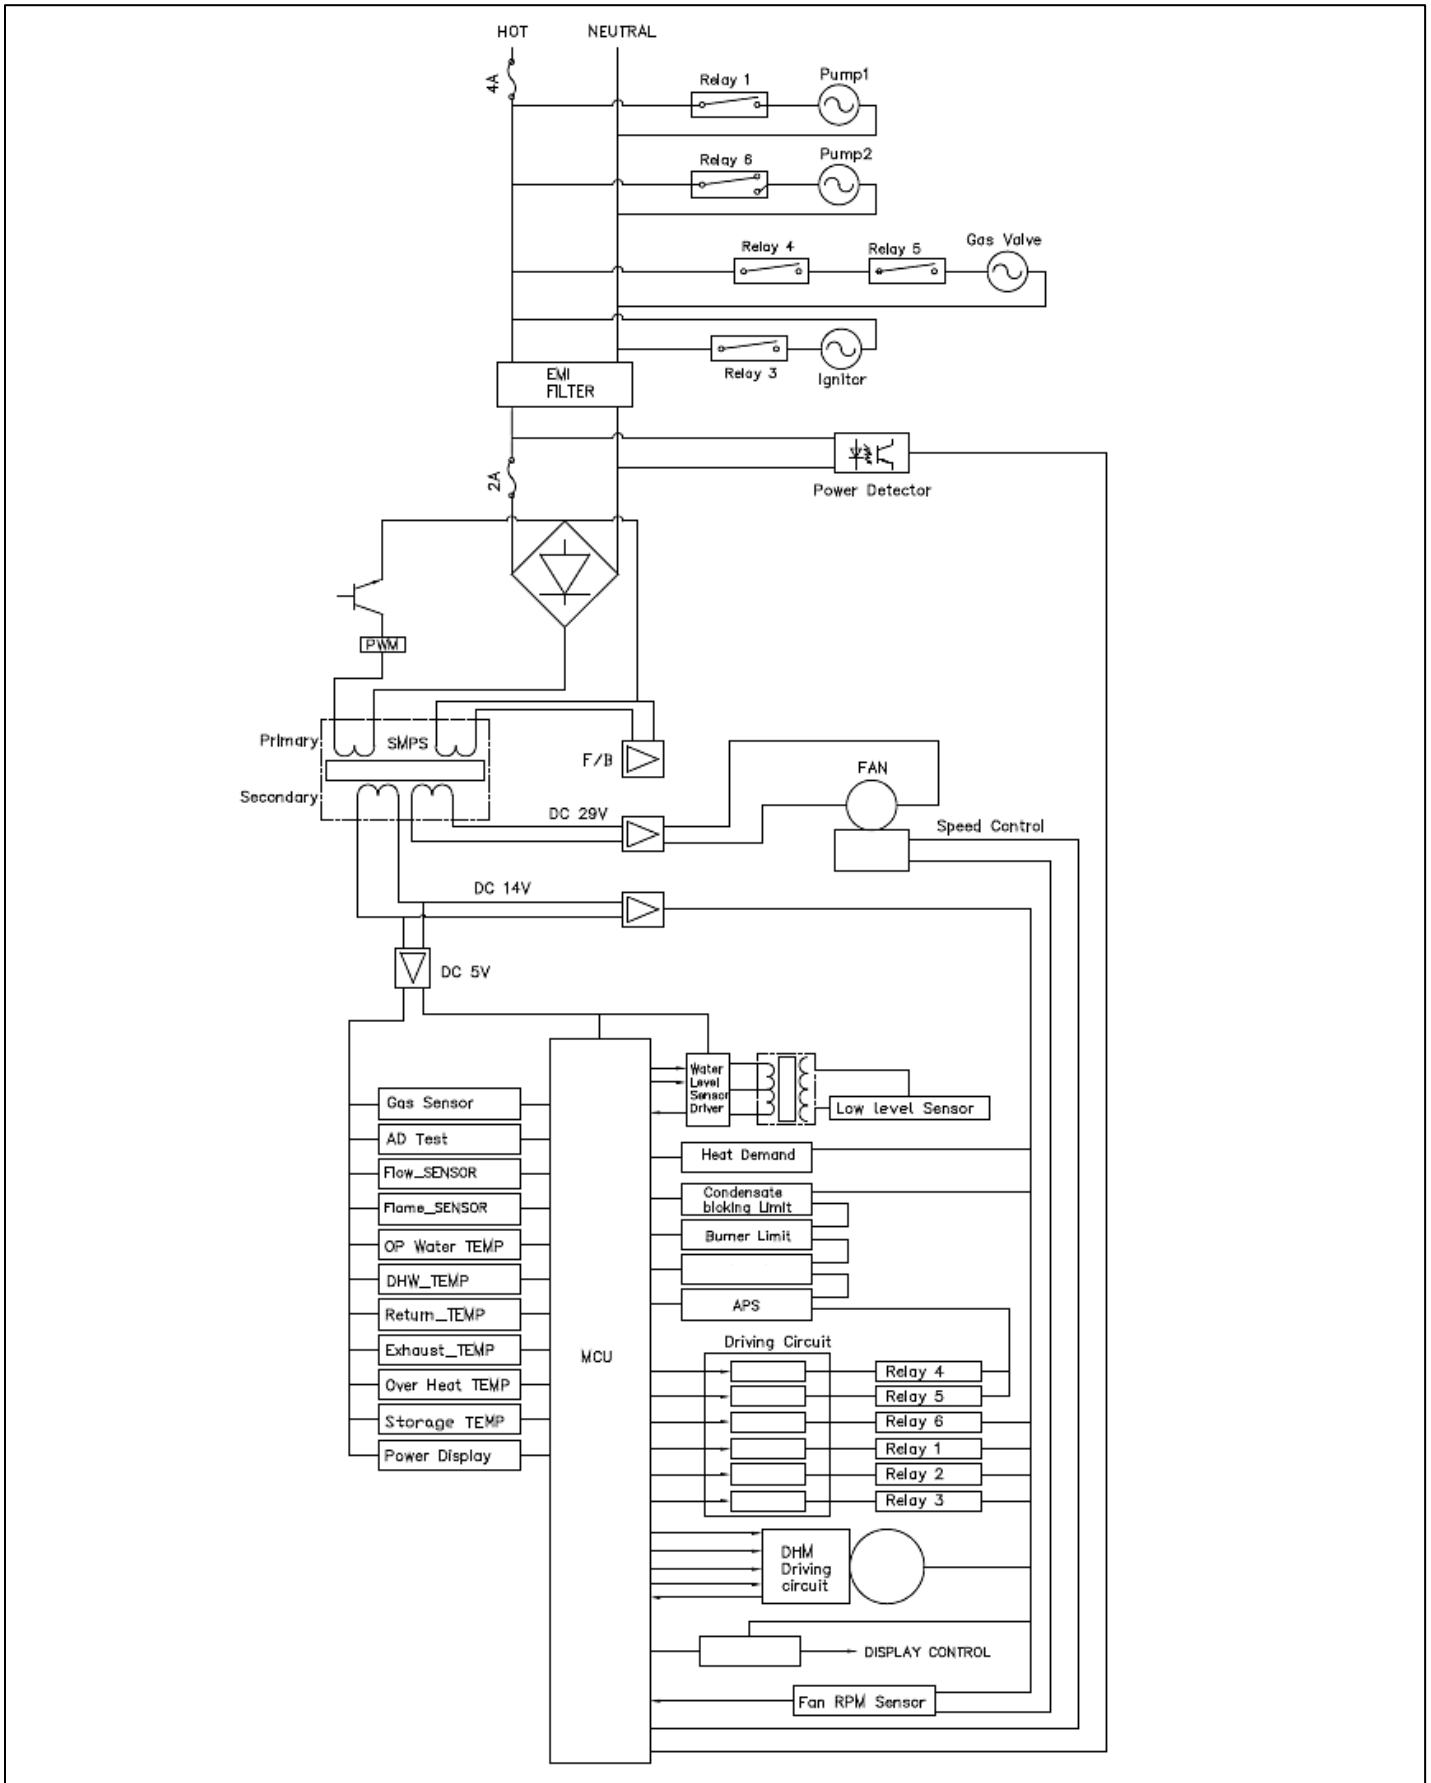 HOT
NEUTRAL
4A
Relay 1
Pump1
Relay 6
Pump2
Relay 4
Relay 5
Gas Valve
Relay 3
Ignitor
EMI
FILTER
2A
Power Detector
PWM
Primary
SMPS
Secondary
F/B
DC 29V
FAN
Speed Control
DC 14V
DC 5V
Gas Sensor
AD Test
Flow_SENSOR
Flame_SENSOR
OP Water TEMP
DHW_TEMP
Return_TEMP
Exhaust_TEMP
Over Heat TEMP
Storage TEMP
Power Display
MCU
Water
Level
Sensor
Driver
Low level Sensor
Heat Demand
Condensate
bloking Limit
Burner Limit
APS
Driving Circuit
Relay 4
Relay 5
Relay 6
Relay 1
Relay 2
Relay 3
DHM
Driving
circuit
DISPLAY CONTROL
Fan RPM Sensor